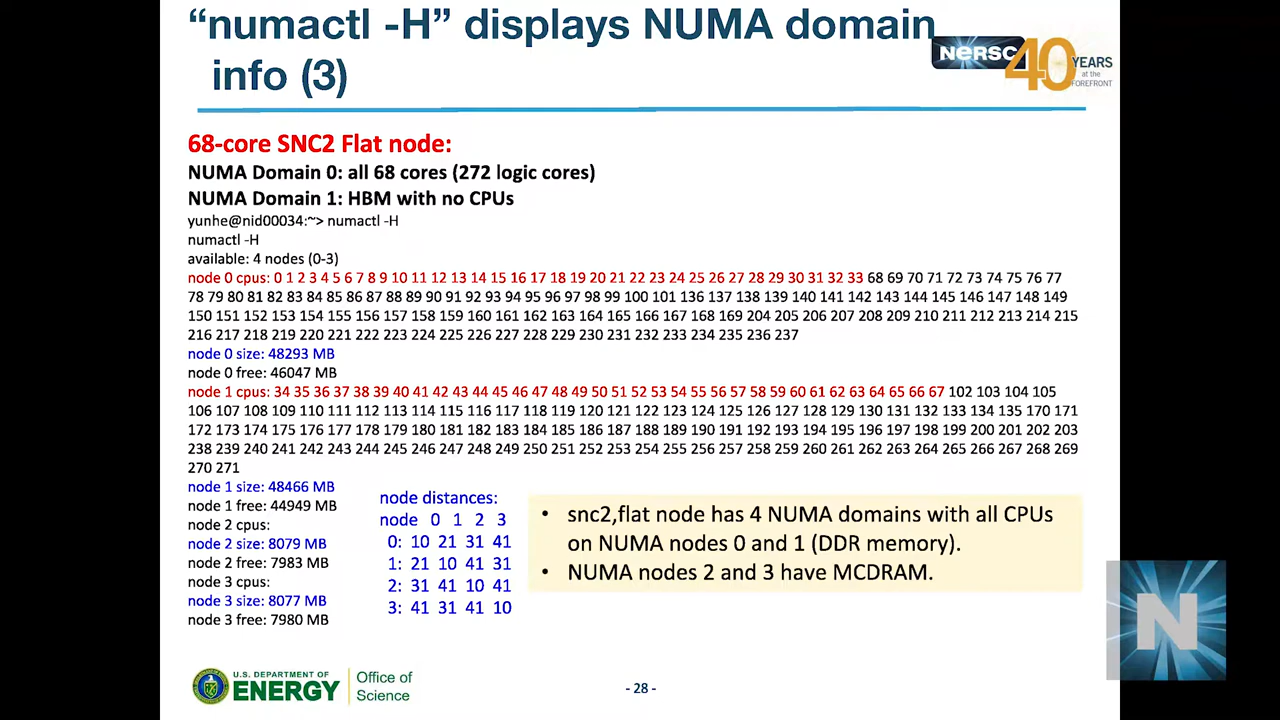 “numactl -H” displays NUMA domain
info (3)
NERSC 40 YEARS
at the
FOREFRONT
68-core SNC2 Flat node:
NUMA Domain 0: all 68 cores (272 logic cores)
NUMA Domain 1: HBM with no CPUs
yunhe@nid00034:~> numactl -H
numactl -H
available: 4 nodes (0-3)
node 0 cpus: 0 1 2 3 4 5 6 7 8 9 10 11 12 13 14 15 16 17 18 19 20 21 22 23 24 25 26 27 28 29 30 31 32 33 68 69 70 71 72 73 74 75 76 77
78 79 80 81 82 83 84 85 86 87 88 89 90 91 92 93 94 95 96 97 98 99 100 101 136 137 138 139 140 141 142 143 144 145 146 147 148 149
150 151 152 153 154 155 156 157 158 159 160 161 162 163 164 165 166 167 168 169 204 205 206 207 208 209 210 211 212 213 214 215
216 217 218 219 220 221 222 223 224 225 226 227 228 229 230 231 232 233 234 235 236 237
node 0 size: 48293 MB
node 0 free: 46047 MB
node 1 cpus: 34 35 36 37 38 39 40 41 42 43 44 45 46 47 48 49 50 51 52 53 54 55 56 57 58 59 60 61 62 63 64 65 66 67 102 103 104 105
106 107 108 109 110 111 112 113 114 115 116 117 118 119 120 121 122 123 124 125 126 127 128 129 130 131 132 133 134 135 170 171
172 173 174 175 176 177 178 179 180 181 182 183 184 185 186 187 188 189 190 191 192 193 194 195 196 197 198 199 200 201 202 203
238 239 240 241 242 243 244 245 246 247 248 249 250 251 252 253 254 255 256 257 258 259 260 261 262 263 264 265 266 267 268 269
270 271
node 1 size: 48466 MB
node 1 free: 44949 MB
node 2 cpus:
node 2 size: 8079 MB
node 2 free: 7983 MB
node 3 cpus:
node 3 size: 8077 MB
node 3 free: 7980 MB
node distances:
node 0 1 2 3
0: 10 21 31 41
1: 21 10 41 31
2: 31 41 10 41
3: 41 31 41 10
• snc2,flat node has 4 NUMA domains with all CPUs
on NUMA nodes 0 and 1 (DDR memory).
• NUMA nodes 2 and 3 have MCDRAM.
N
U.S. DEPARTMENT OF
ENERGY
Office of
Science
- 28 -